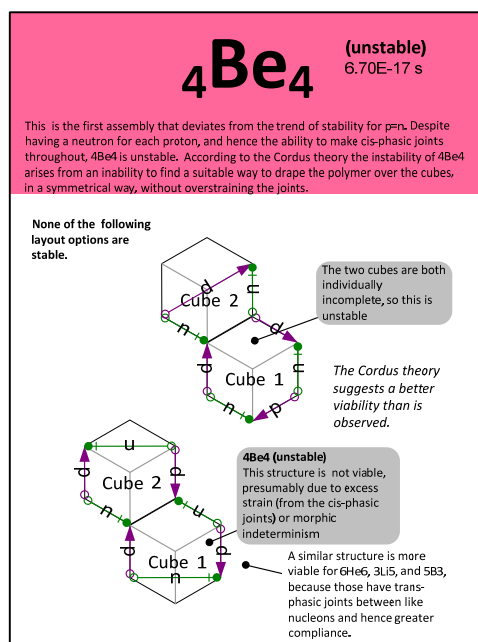 4Be4
(unstable)
6.70E-17 s
This is the first assembly that deviates from the trend of stability for p=n. Despite
having a neutron for each proton, and hence the ability to make cis-phasic joints
throughout, 4Be4 is unstable. According to the Cordus theory the instability of 4Be4
arises from an inability to find a suitable way to drape the polymer over the cubes,
in a symmetrical way, without overstraining the joints.
None of the following
layout options are
stable.
The two cubes are both
individually
incomplete, so this is
unstable
p
n
Cube 2
n
p
p
Cube 1
n
n
p
The Cordus theory
suggests a better
viability than is
observed.
n
p
p
Cube 2
n
n
p
Cube 1
p
n
4Be4 (unstable)
This structure is not viable,
presumably due to excess
strain (from the cis-phasic
joints) or morphic
indeterminism
A similar structure is more
viable for 6He6, 3Li5, and 5B3,
because those have trans-
phasic joints between like
nucleons and hence greater
compliance.